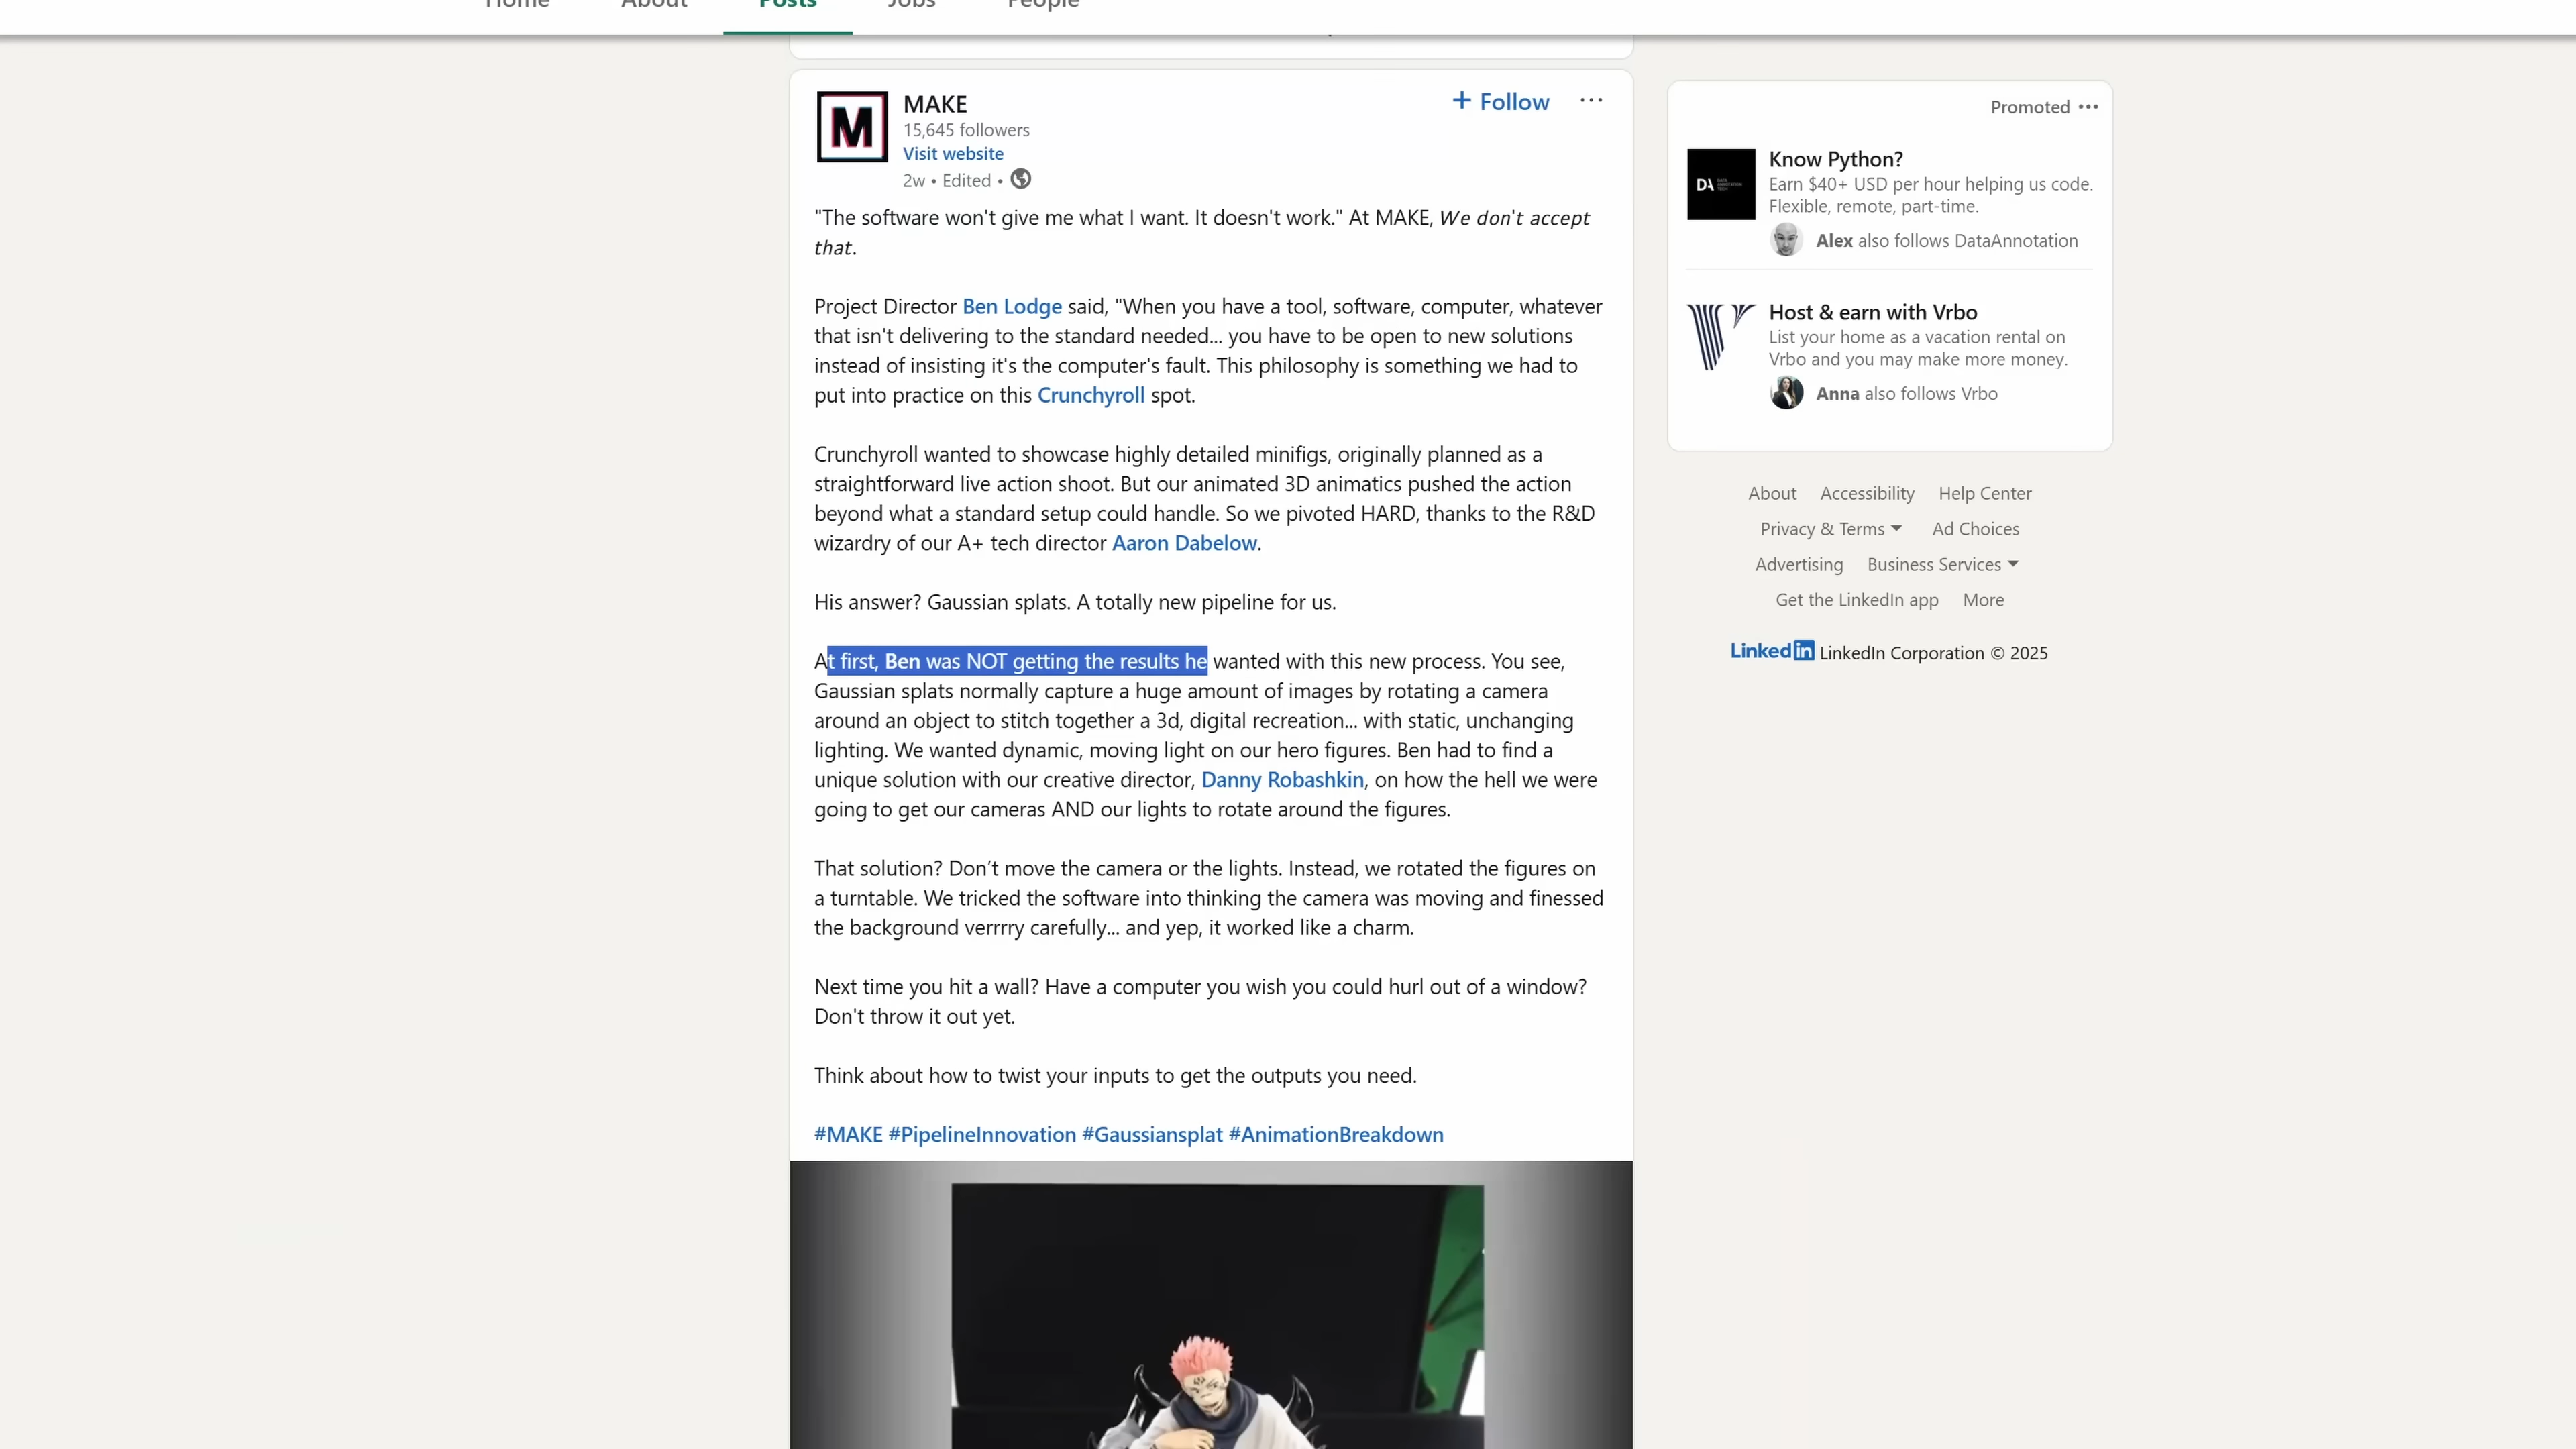 Home About Posts Jobs People
M
MAKE
15,645 followers
Visit website
2w • Edited •
+ Follow ...
"The software won't give me what I want. It doesn't work." At MAKE, We don't accept
that.
Project Director Ben Lodge said, "When you have a tool, software, computer, whatever
that isn't delivering to the standard needed... you have to be open to new solutions
instead of insisting it's the computer's fault. This philosophy is something we had to
put into practice on this Crunchyroll spot.
Crunchyroll wanted to showcase highly detailed minifigs, originally planned as a
straightforward live action shoot. But our animated 3D animatics pushed the action
beyond what a standard setup could handle. So we pivoted HARD, thanks to the R&D
wizardry of our A+ tech director Aaron Dabelow.
His answer? Gaussian splats. A totally new pipeline for us.
At first, Ben was NOT getting the results he wanted with this new process. You see,
Gaussian splats normally capture a huge amount of images by rotating a camera
around an object to stitch together a 3d, digital recreation... with static, unchanging
lighting. We wanted dynamic, moving light on our hero figures. Ben had to find a
unique solution with our creative director, Danny Robashkin, on how the hell we were
going to get our cameras AND our lights to rotate around the figures.
That solution? Don’t move the camera or the lights. Instead, we rotated the figures on
a turntable. We tricked the software into thinking the camera was moving and finessed
the background verrrry carefully... and yep, it worked like a charm.
Next time you hit a wall? Have a computer you wish you could hurl out of a window?
Don't throw it out yet.
Think about how to twist your inputs to get the outputs you need.
#MAKE #PipelineInnovation #Gaussiansplat #AnimationBreakdown
Promoted •••
DA DATA ANNOTATION TECH
Know Python?
Earn $40+ USD per hour helping us code.
Flexible, remote, part-time.
Alex also follows DataAnnotation
Host & earn with Vrbo
List your home as a vacation rental on
Vrbo and you may make more money.
Anna also follows Vrbo
About Accessibility Help Center
Privacy & Terms Ad Choices
Advertising Business Services
Get the LinkedIn app More
Linkedin LinkedIn Corporation © 2025